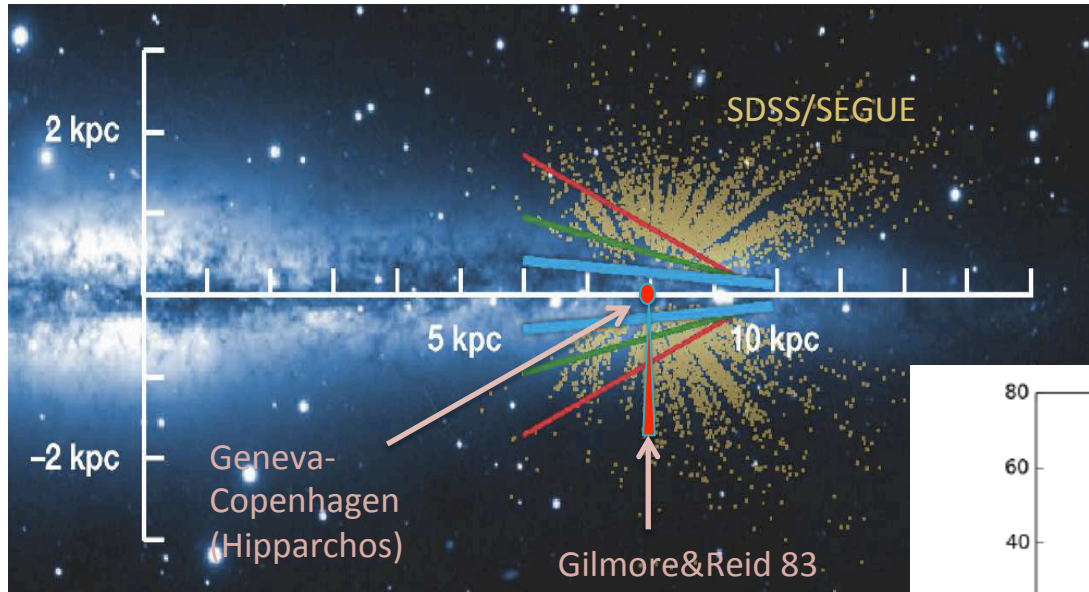 SDSS/SEGUE
2 kpc
5 kpc
10 kpc
−2 kpc
Geneva-
Copenhagen
(Hipparchos)
Gilmore&Reid 83
80
60
40